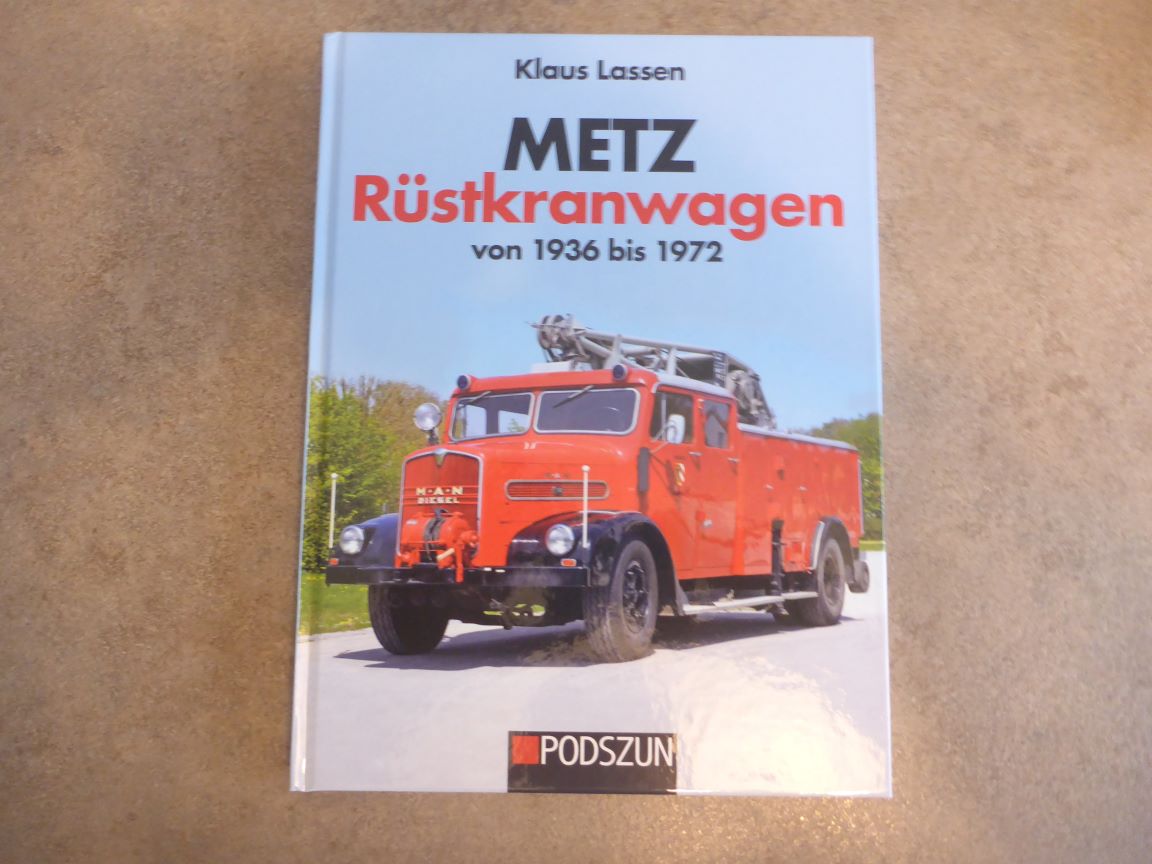 Klaus Lassen
METZ
Rüstkranwagen
von 1936 bis 1972
M·A·N
DIESEL
PODSZUN